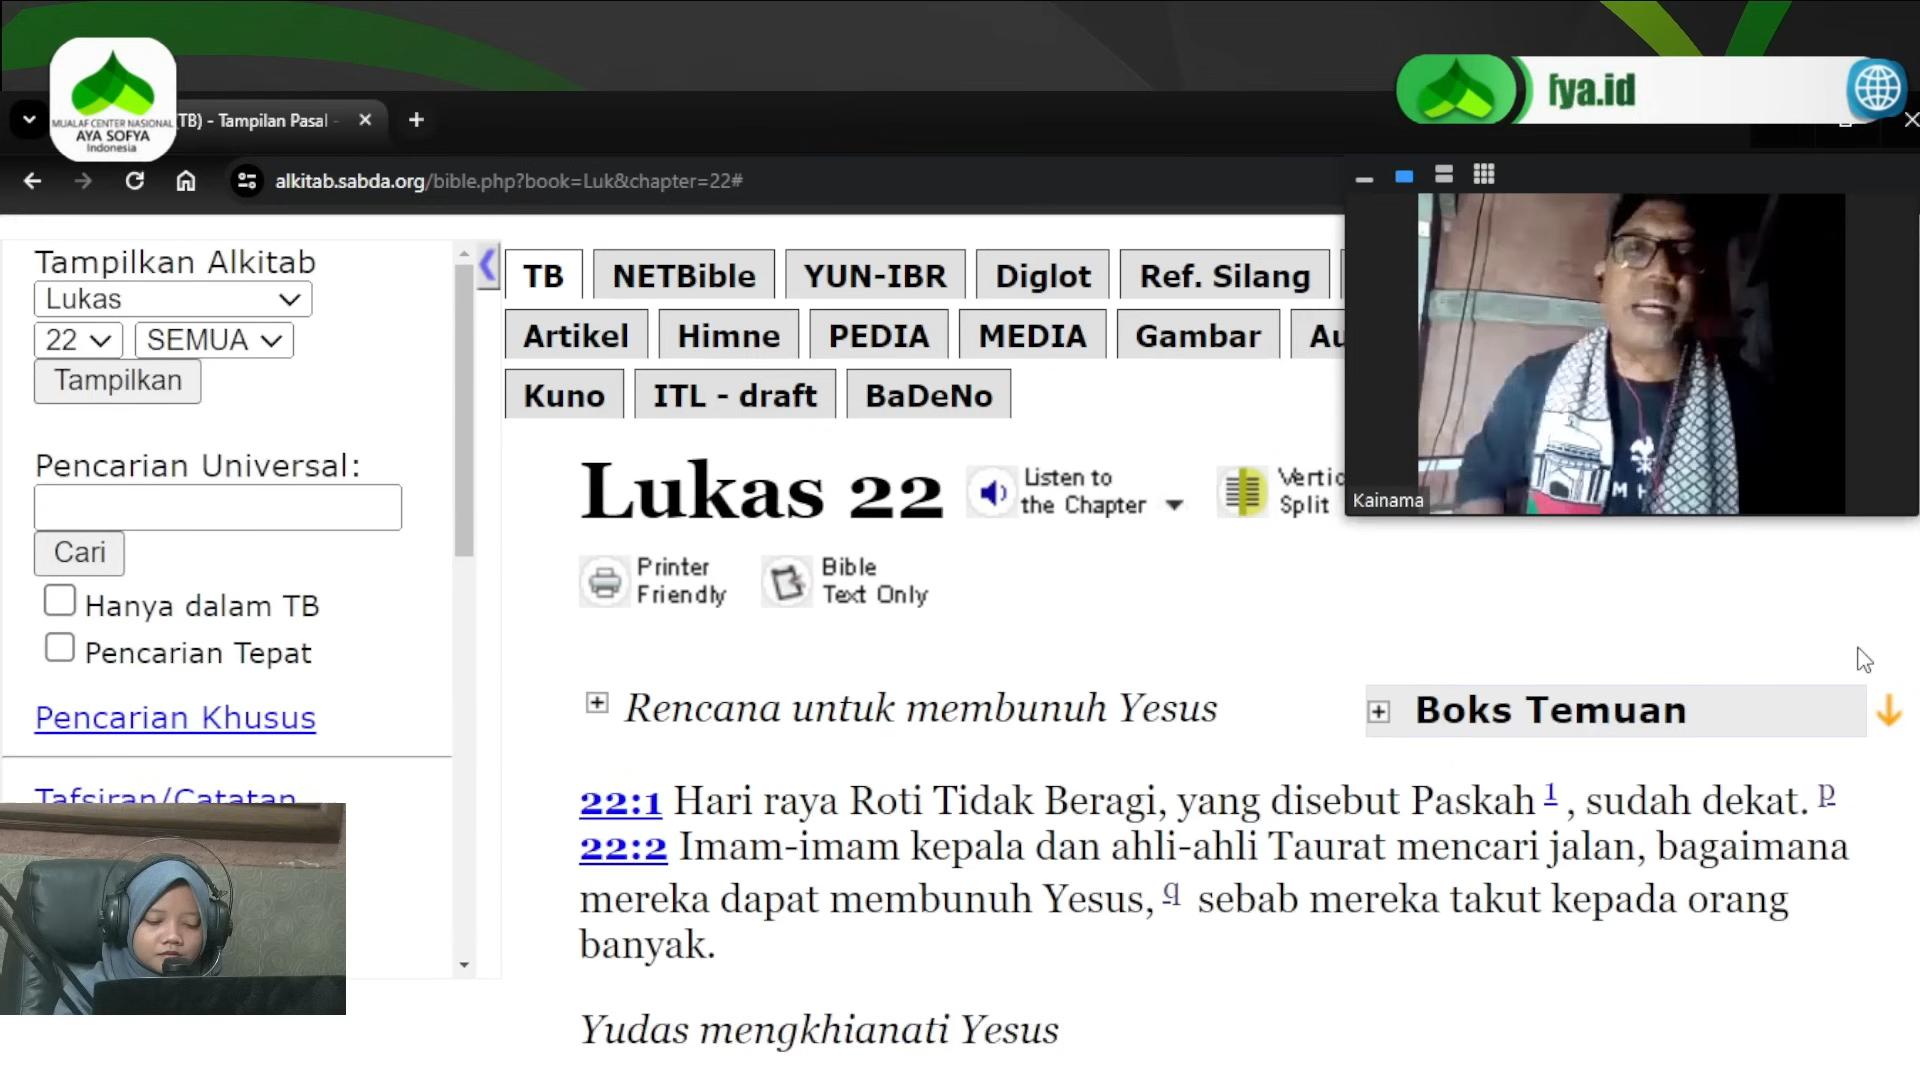 fya.id
MUALAF CENTER NASIONAL
AYA SOFYA
Indonesia
(TB) - Tampilan Pasal -
alkitab.sabda.org/bible.php?book=Luk&chapter=22#
Tampilkan Alkitab
Lukas
22 SEMUA
Tampilkan
Pencarian Universal:
Cari
Hanya dalam TB
Pencarian Tepat
Pencarian Khusus
Tafsiran/Catatan
TB NETBible YUN-IBR Diglot Ref. Silang
Artikel Himne PEDIA MEDIA Gambar Au
Kuno ITL - draft BaDeNo
Kainama
Lukas 22
Listen to
the Chapter
Vertic
Split
Printer
Friendly
Bible
Text Only
Rencana untuk membunuh Yesus
Boks Temuan
22:1 Hari raya Roti Tidak Beragi, yang disebut Paskah 1 , sudah dekat. p
22:2 Imam-imam kepala dan ahli-ahli Taurat mencari jalan, bagaimana
mereka dapat membunuh Yesus, q sebab mereka takut kepada orang
banyak.
Yudas mengkhianati Yesus